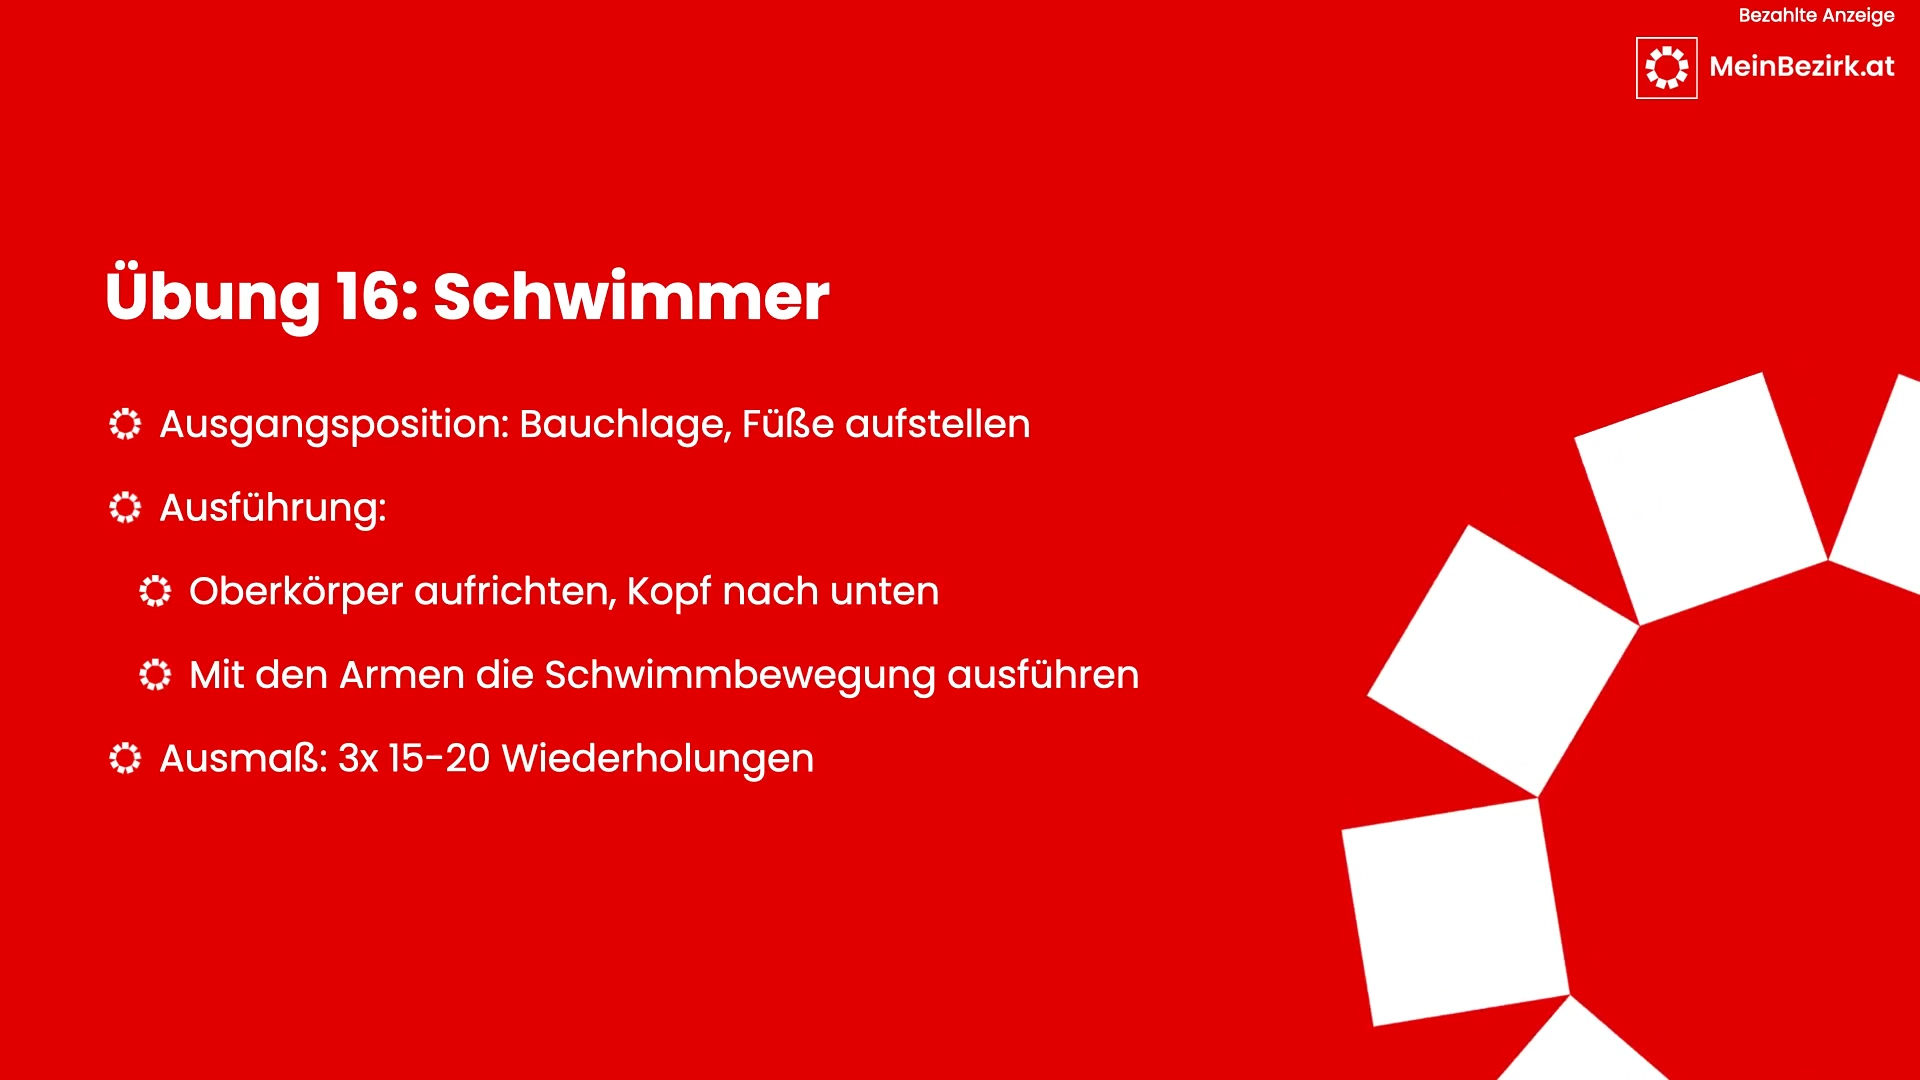 Bezahlte Anzeige
MeinBezirk.at
Übung 16: Schwimmer
Ausgangsposition: Bauchlage, Füße aufstellen
Ausführung:
Oberkörper aufrichten, Kopf nach unten
Mit den Armen die Schwimmbewegung ausführen
Ausmaß: 3x 15-20 Wiederholungen